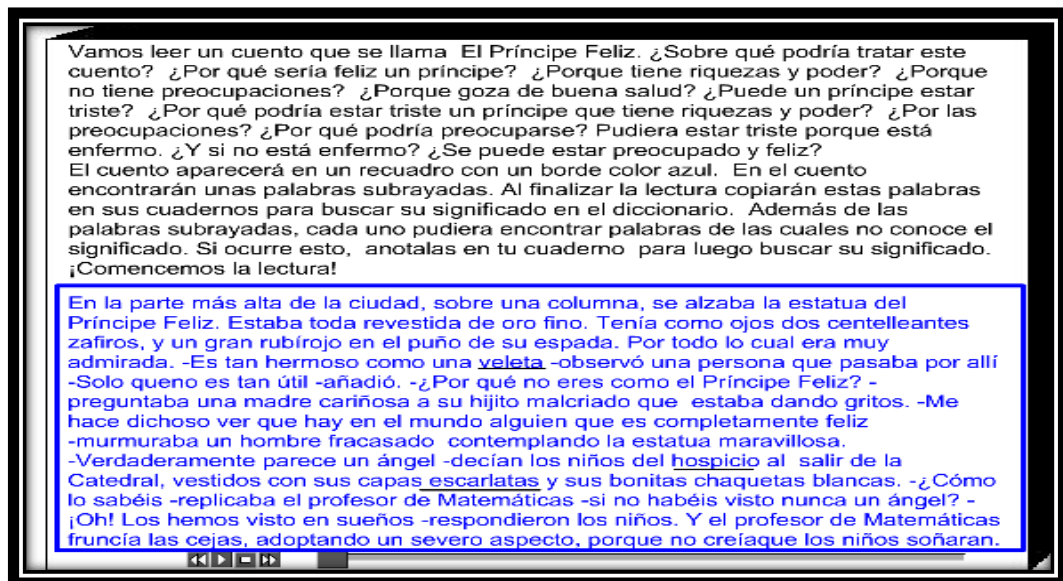 Vamos leer un cuento que se llama El Príncipe Feliz. ¿Sobre qué podría tratar este
cuento? ¿Por qué sería feliz un príncipe? ¿Porque tiene riquezas y poder? ¿Porque
no tiene preocupaciones? ¿Porque goza de buena salud? ¿Puede un príncipe estar
triste? ¿Por qué podría estar triste un príncipe que tiene riquezas y poder? ¿Por las
preocupaciones? ¿Por qué podría preocuparse? Pudiera estar triste porque está
enfermo. ¿Y si no está enfermo? ¿Se puede estar preocupado y feliz?
El cuento aparecerá en un recuadro con un borde color azul. En el cuento
encontrarán unas palabras subrayadas. Al finalizar la lectura copiarán estas palabras
en sus cuadernos para buscar su significado en el diccionario. Además de las
palabras subrayadas, cada uno pudiera encontrar palabras de las cuales no conoce el
significado. Si ocurre esto, anotalas en tu cuaderno para luego buscar su significado.
¡Comencemos la lectura!
En la parte más alta de la ciudad, sobre una columna, se alzaba la estatua del
Príncipe Feliz. Estaba toda revestida de oro fino. Tenía como ojos dos centelleantes
zafiros, y un gran rubírojo en el puño de su espada. Por todo lo cual era muy
admirada. -Es tan hermoso como una veleta -observó una persona que pasaba por allí
-Solo queno es tan útil -añadió. -¿Por qué no eres como el Príncipe Feliz? -
preguntaba una madre cariñosa a su hijito malcriado que estaba dando gritos. -Me
hace dichoso ver que hay en el mundo alguien que es completamente feliz
-murmuraba un hombre fracasado contemplando la estatua maravillosa.
-Verdaderamente parece un ángel -decían los niños del hospicio al salir de la
Catedral, vestidos con sus capas escarlatas y sus bonitas chaquetas blancas. -¿Cómo
lo sabéis -replicaba el profesor de Matemáticas -si no habéis visto nunca un ángel? -
¡Oh! Los hemos visto en sueños -respondieron los niños. Y el profesor de Matemáticas
fruncía las cejas, adoptando un severo aspecto, porque no creíaque los niños soñaran.